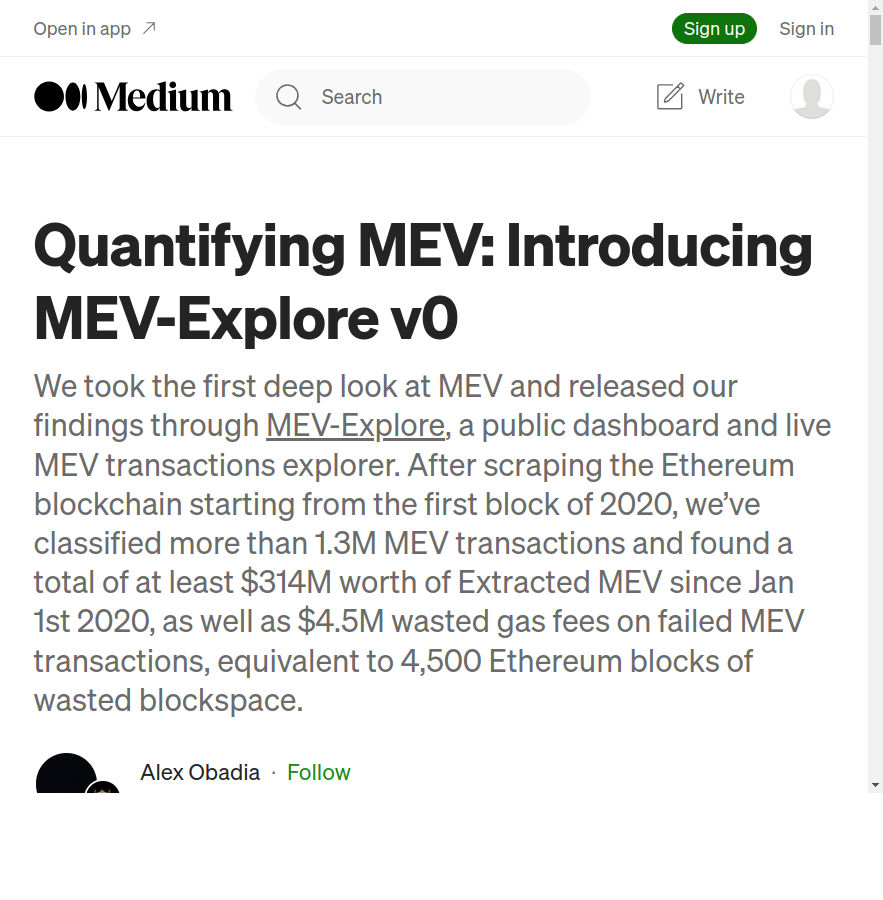 Open in app
Sign up
Sign in
Medium
Search
Write
Quantifying MEV: Introducing
MEV-Explore v0
We took the first deep look at MEV and released our
findings through MEV-Explore, a public dashboard and live
MEV transactions explorer. After scraping the Ethereum
blockchain starting from the first block of 2020, we’ve
classified more than 1.3M MEV transactions and found a
total of at least $314M worth of Extracted MEV since Jan
1st 2020, as well as $4.5M wasted gas fees on failed MEV
transactions, equivalent to 4,500 Ethereum blocks of
wasted blockspace.
Alex Obadia · Follow